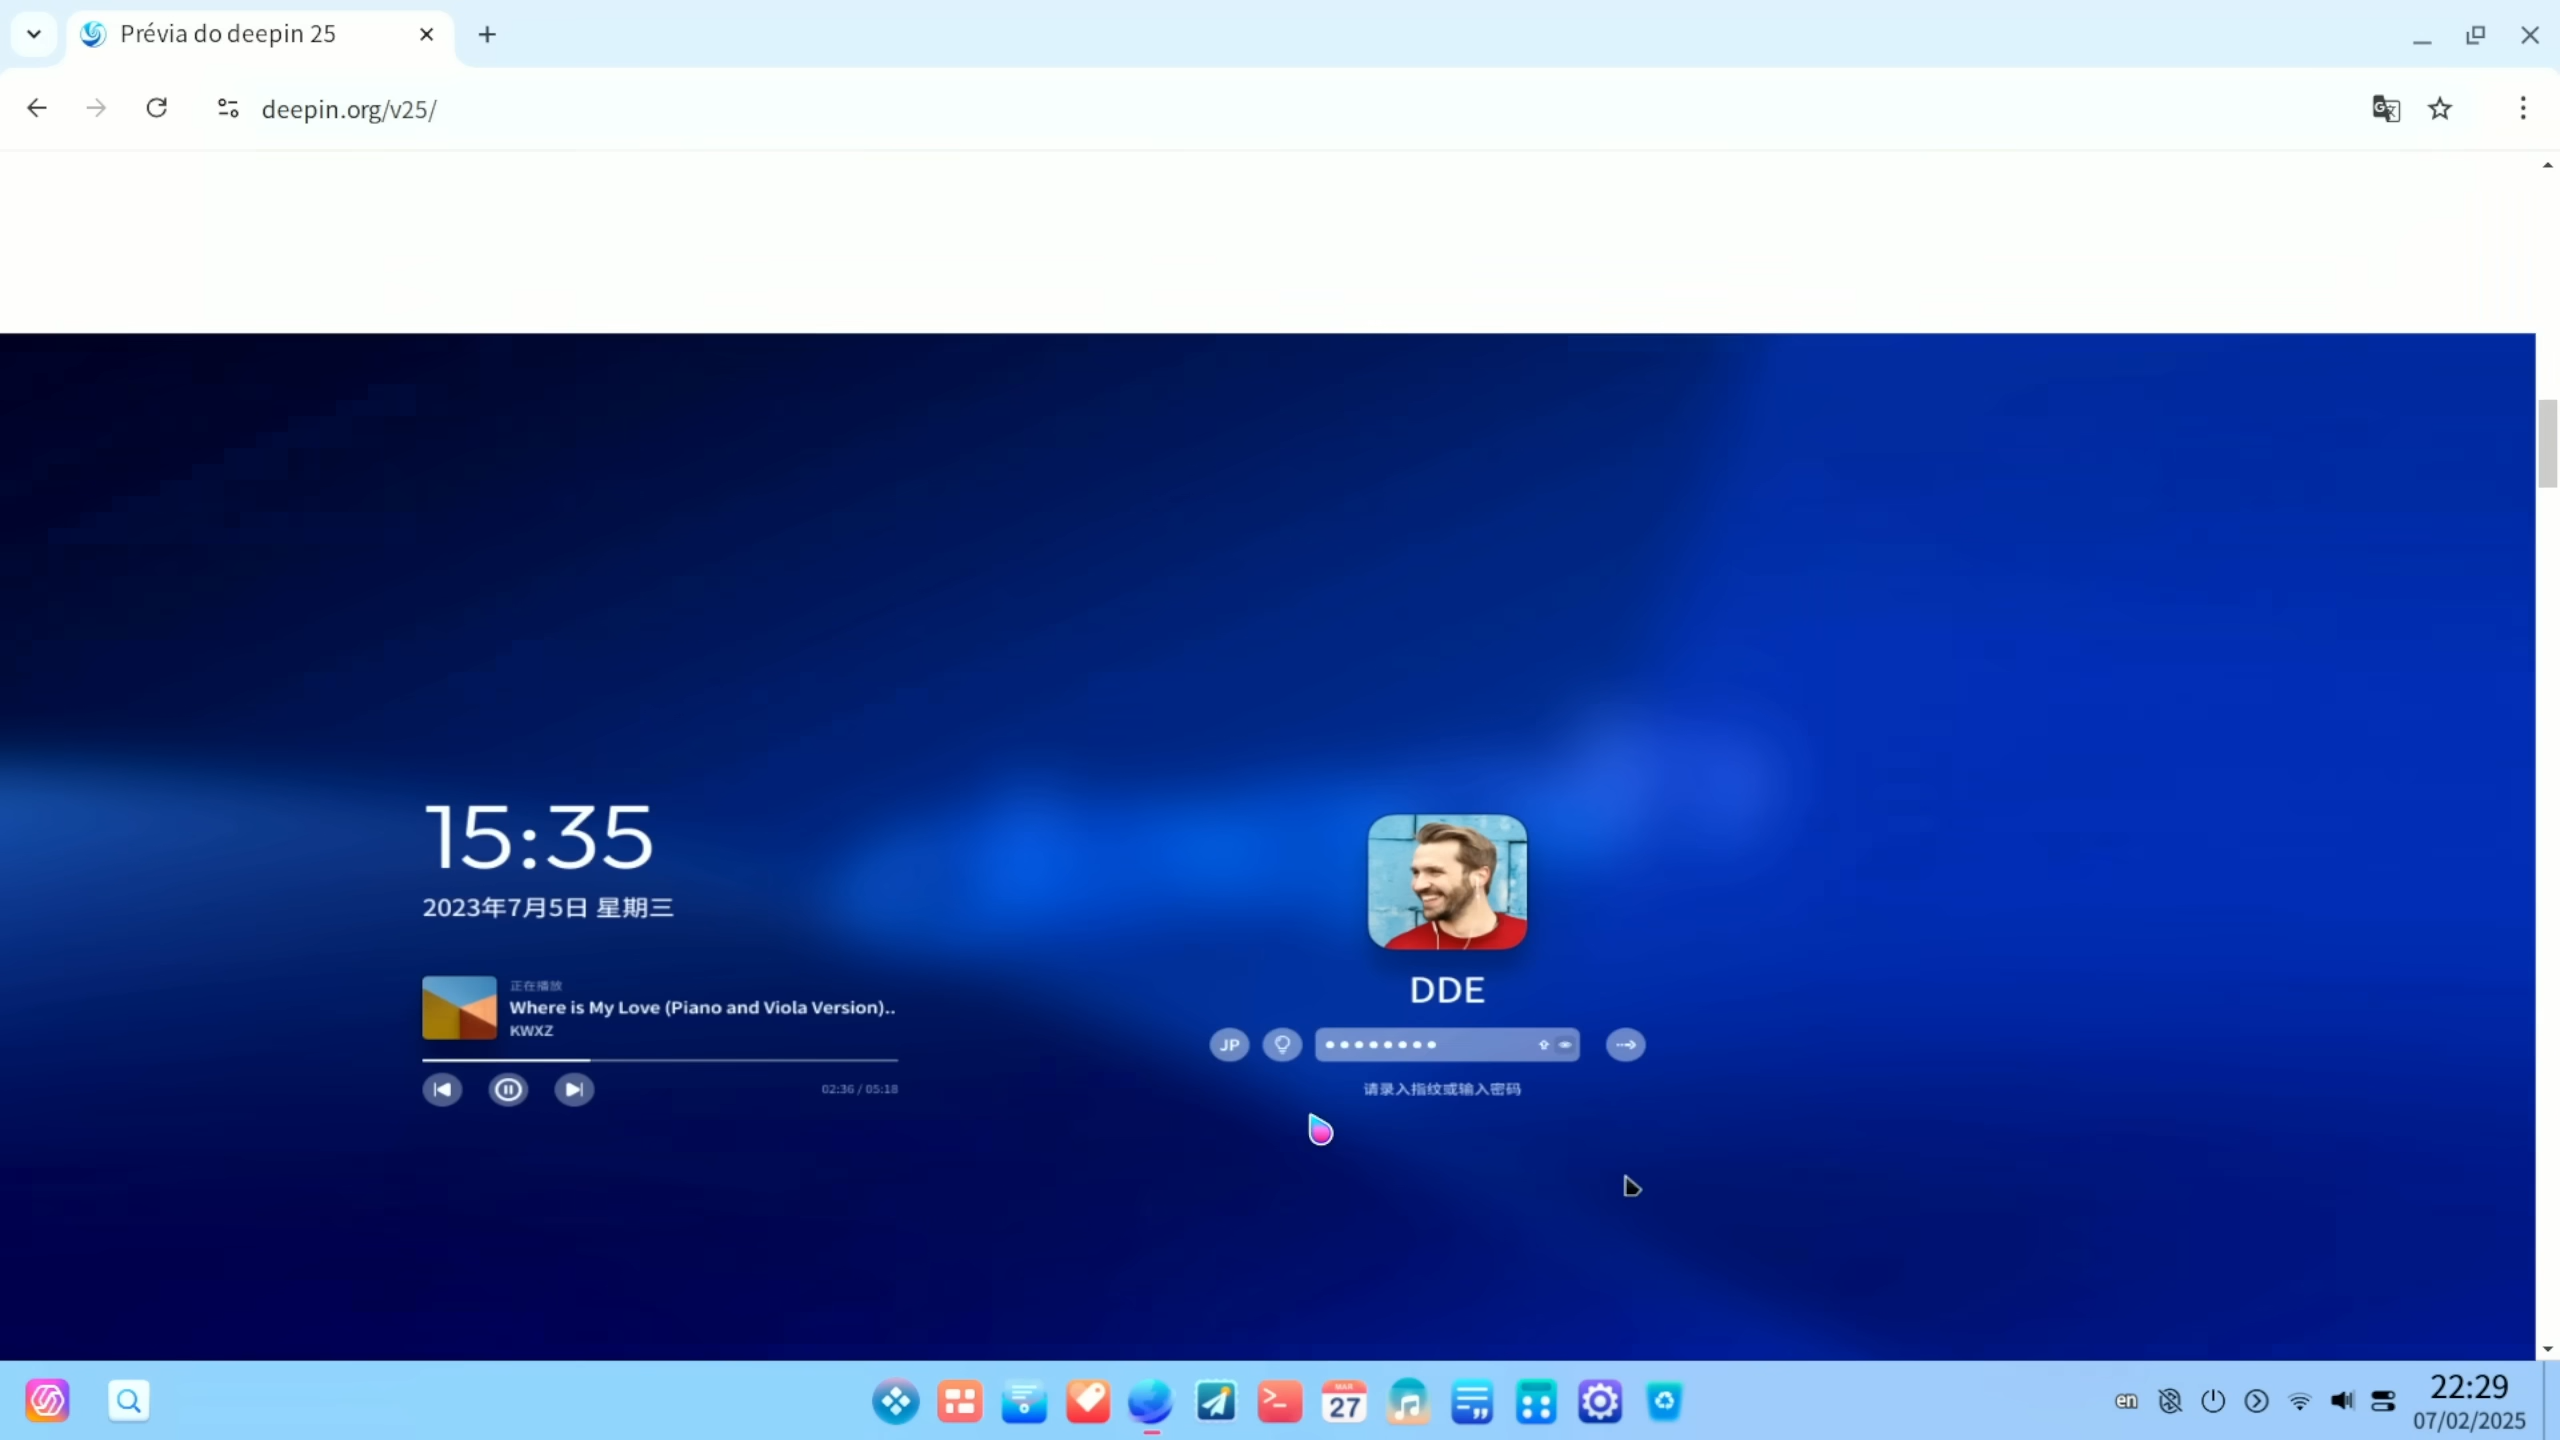 Prévia do deepin 25
deepin.org/v25/
15:35
2023年7月5日 星期三
正在播放
Where is My Love (Piano and Viola Version)..
KWXZ
02:36 / 05:18
DDE
JP
请录入指纹或输入密码
MAR
27
en
22:29
07/02/2025